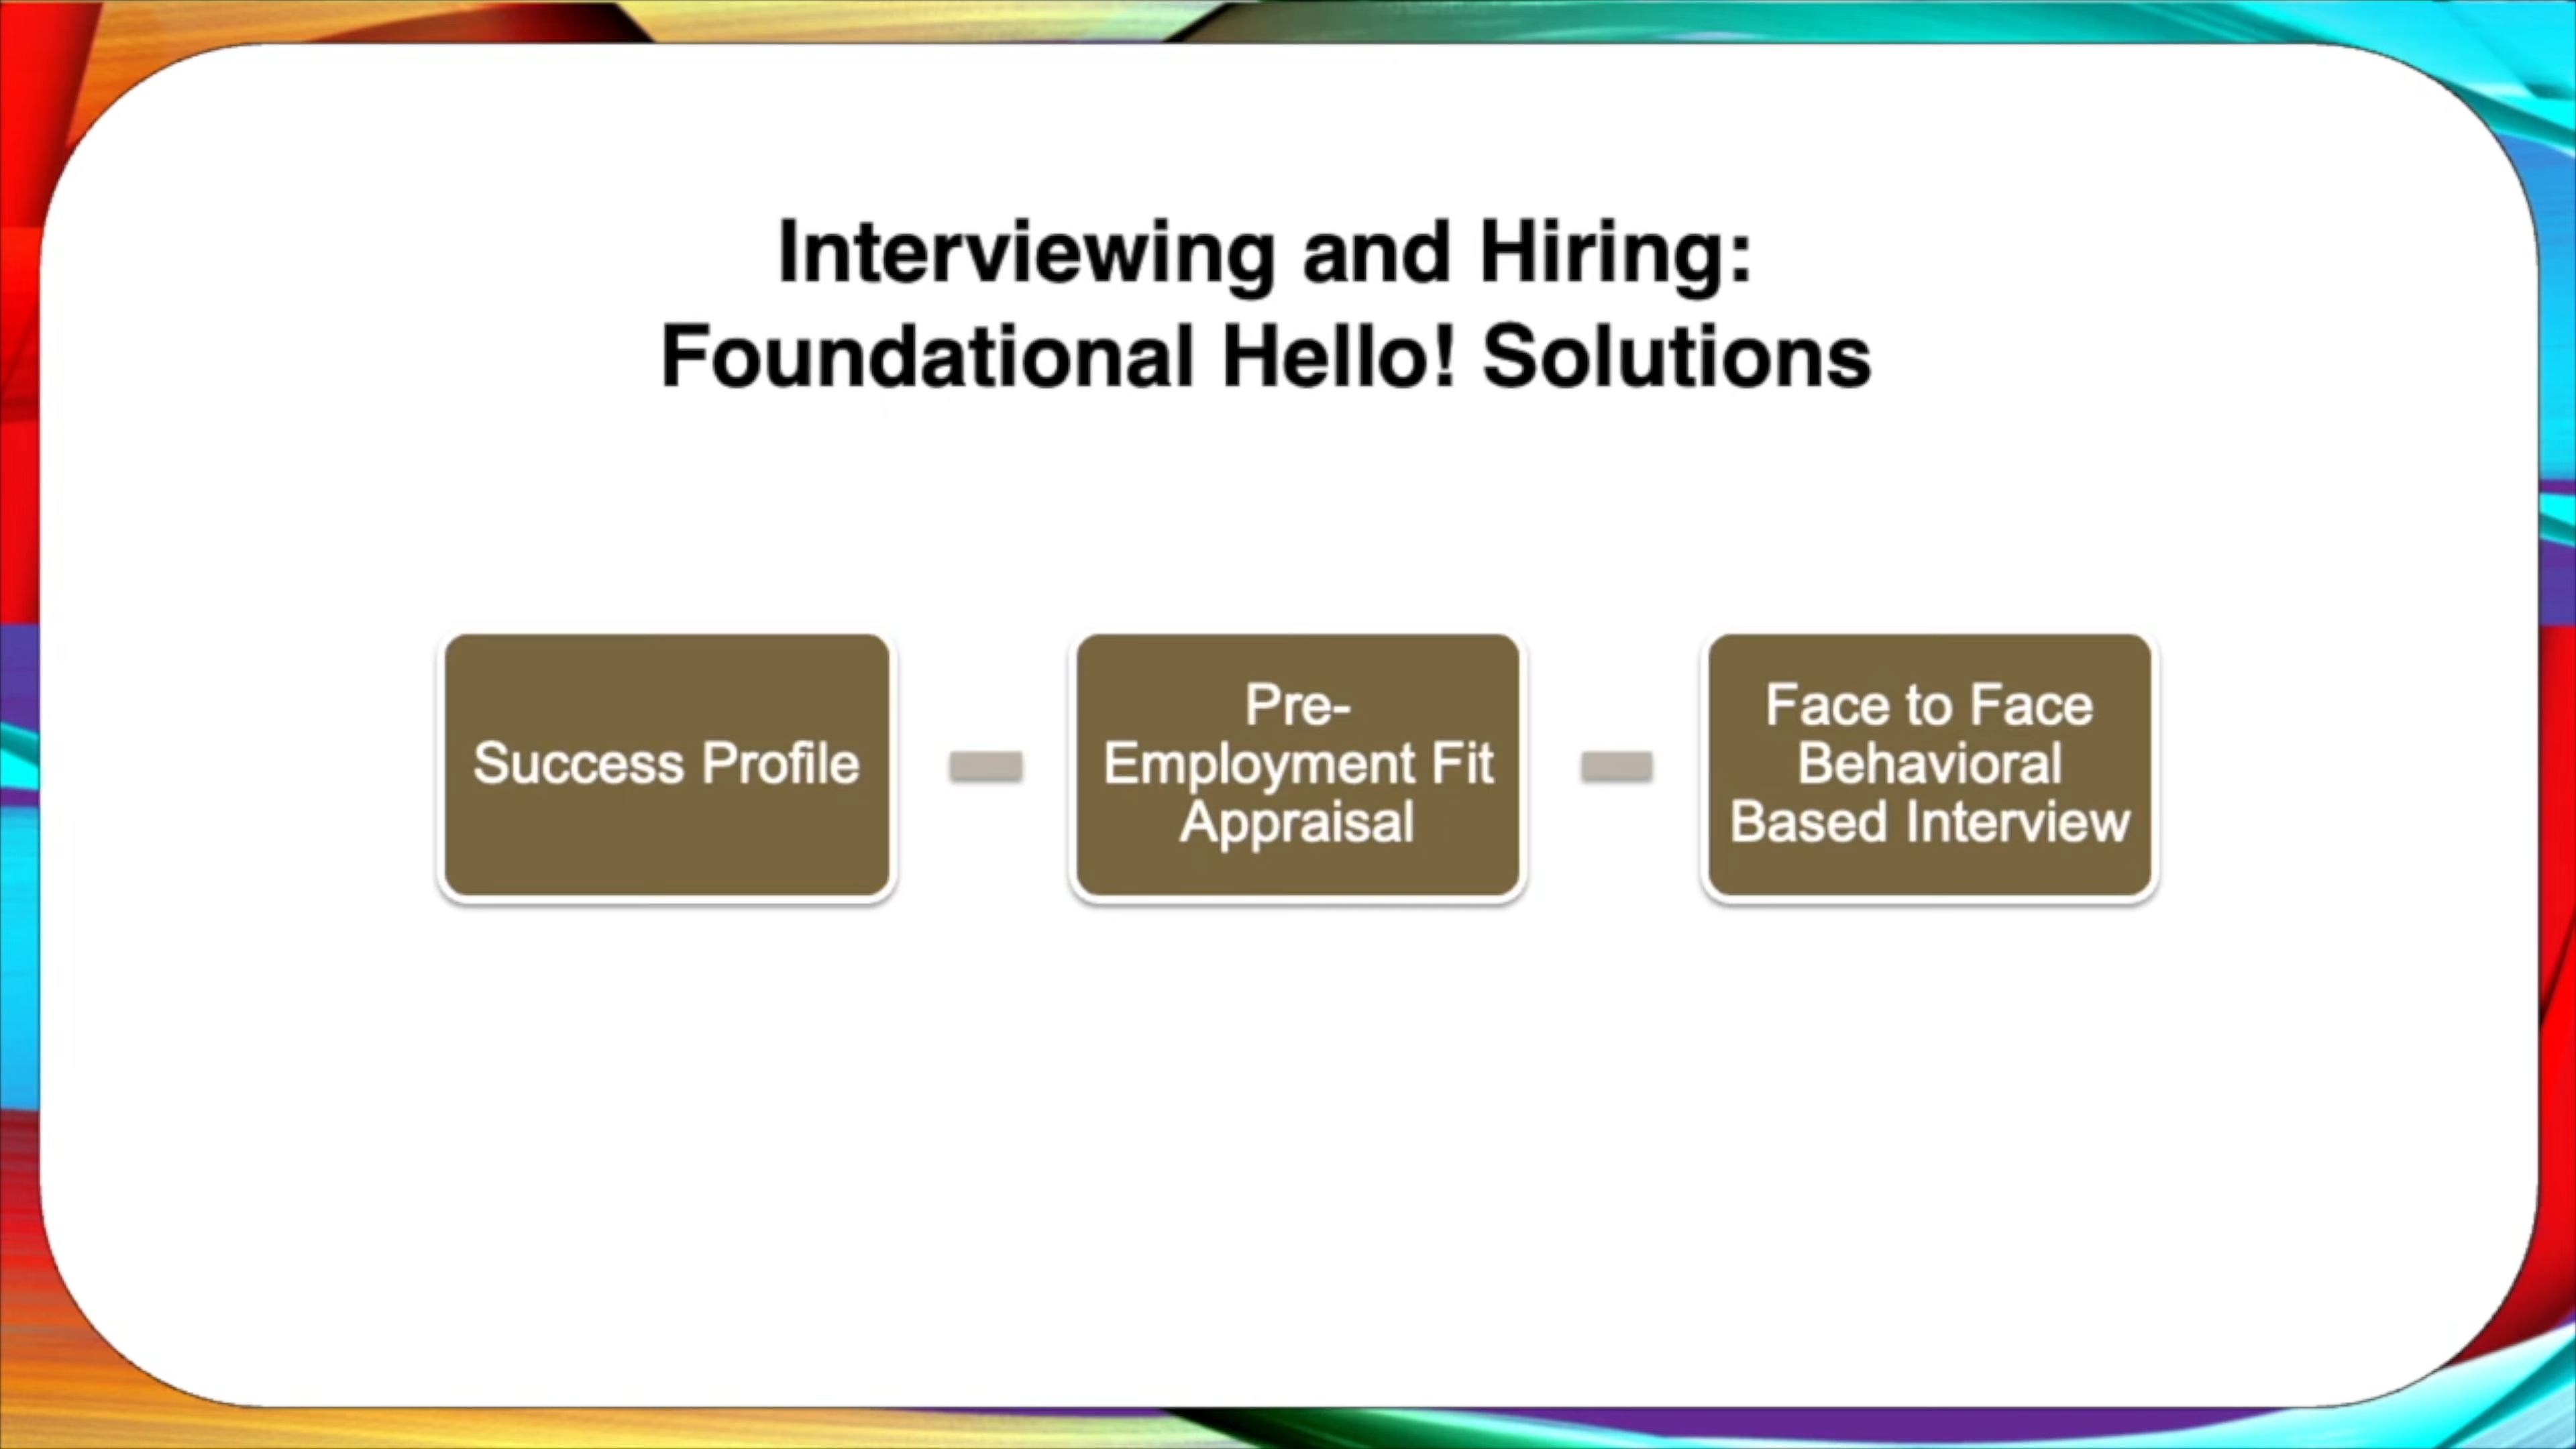 Interviewing and Hiring:
Foundational Hello! Solutions
Success Profile
Pre-
Employment Fit
Appraisal
Face to Face
Behavioral
Based Interview